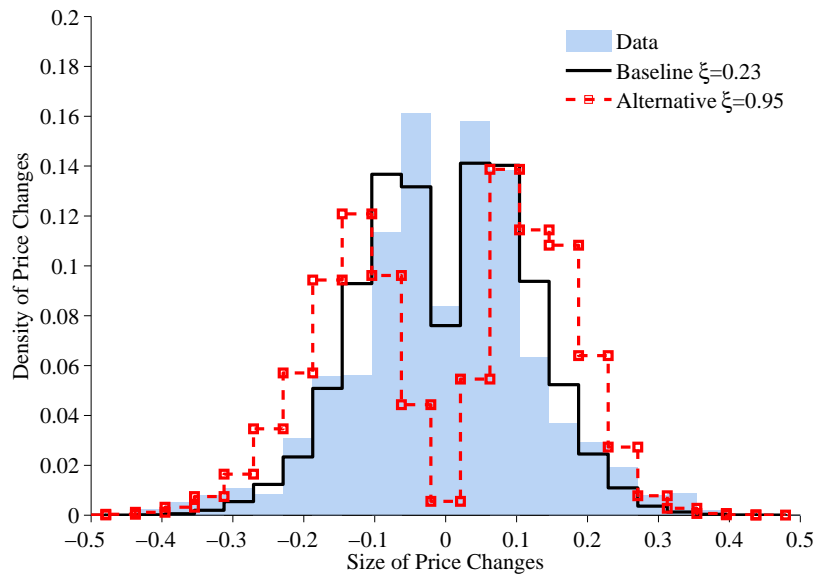 0.2
0.18
0.16
0.14
0.12
0.1
0.08
0.06
0.04
0.02
0
Density of Price Changes
Data
Baseline ξ=0.23
Alternative ξ=0.95
−0.5 −0.4 −0.3 −0.2 −0.1 0 0.1 0.2 0.3 0.4 0.5
Size of Price Changes